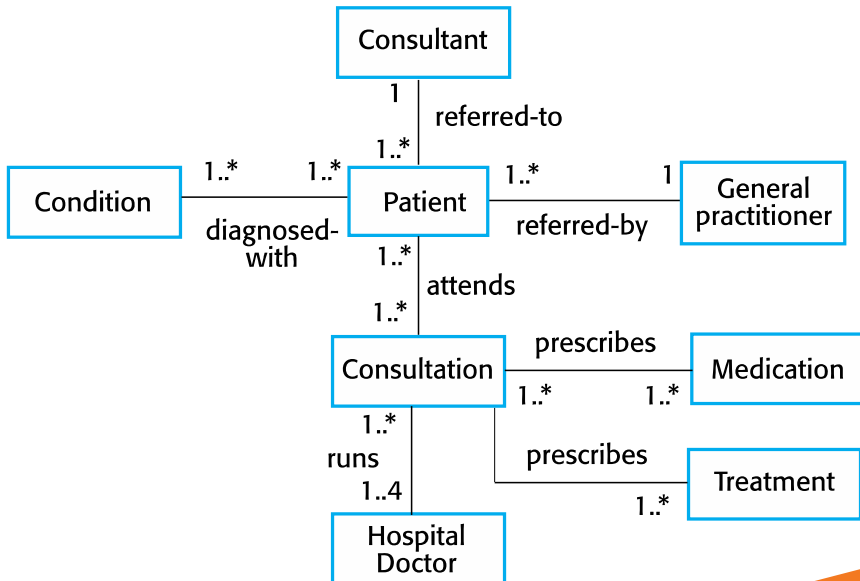 Consultant
1
referred-to
1..*
1..*
1..*
1..*
1
Condition
Patient
General
practitioner
diagnosed-
with
referred-by
1..*
attends
1..*
Consultation
prescribes
Medication
1..*
1..*
1..*
runs
prescribes
Treatment
1..4
1..*
Hospital
Doctor